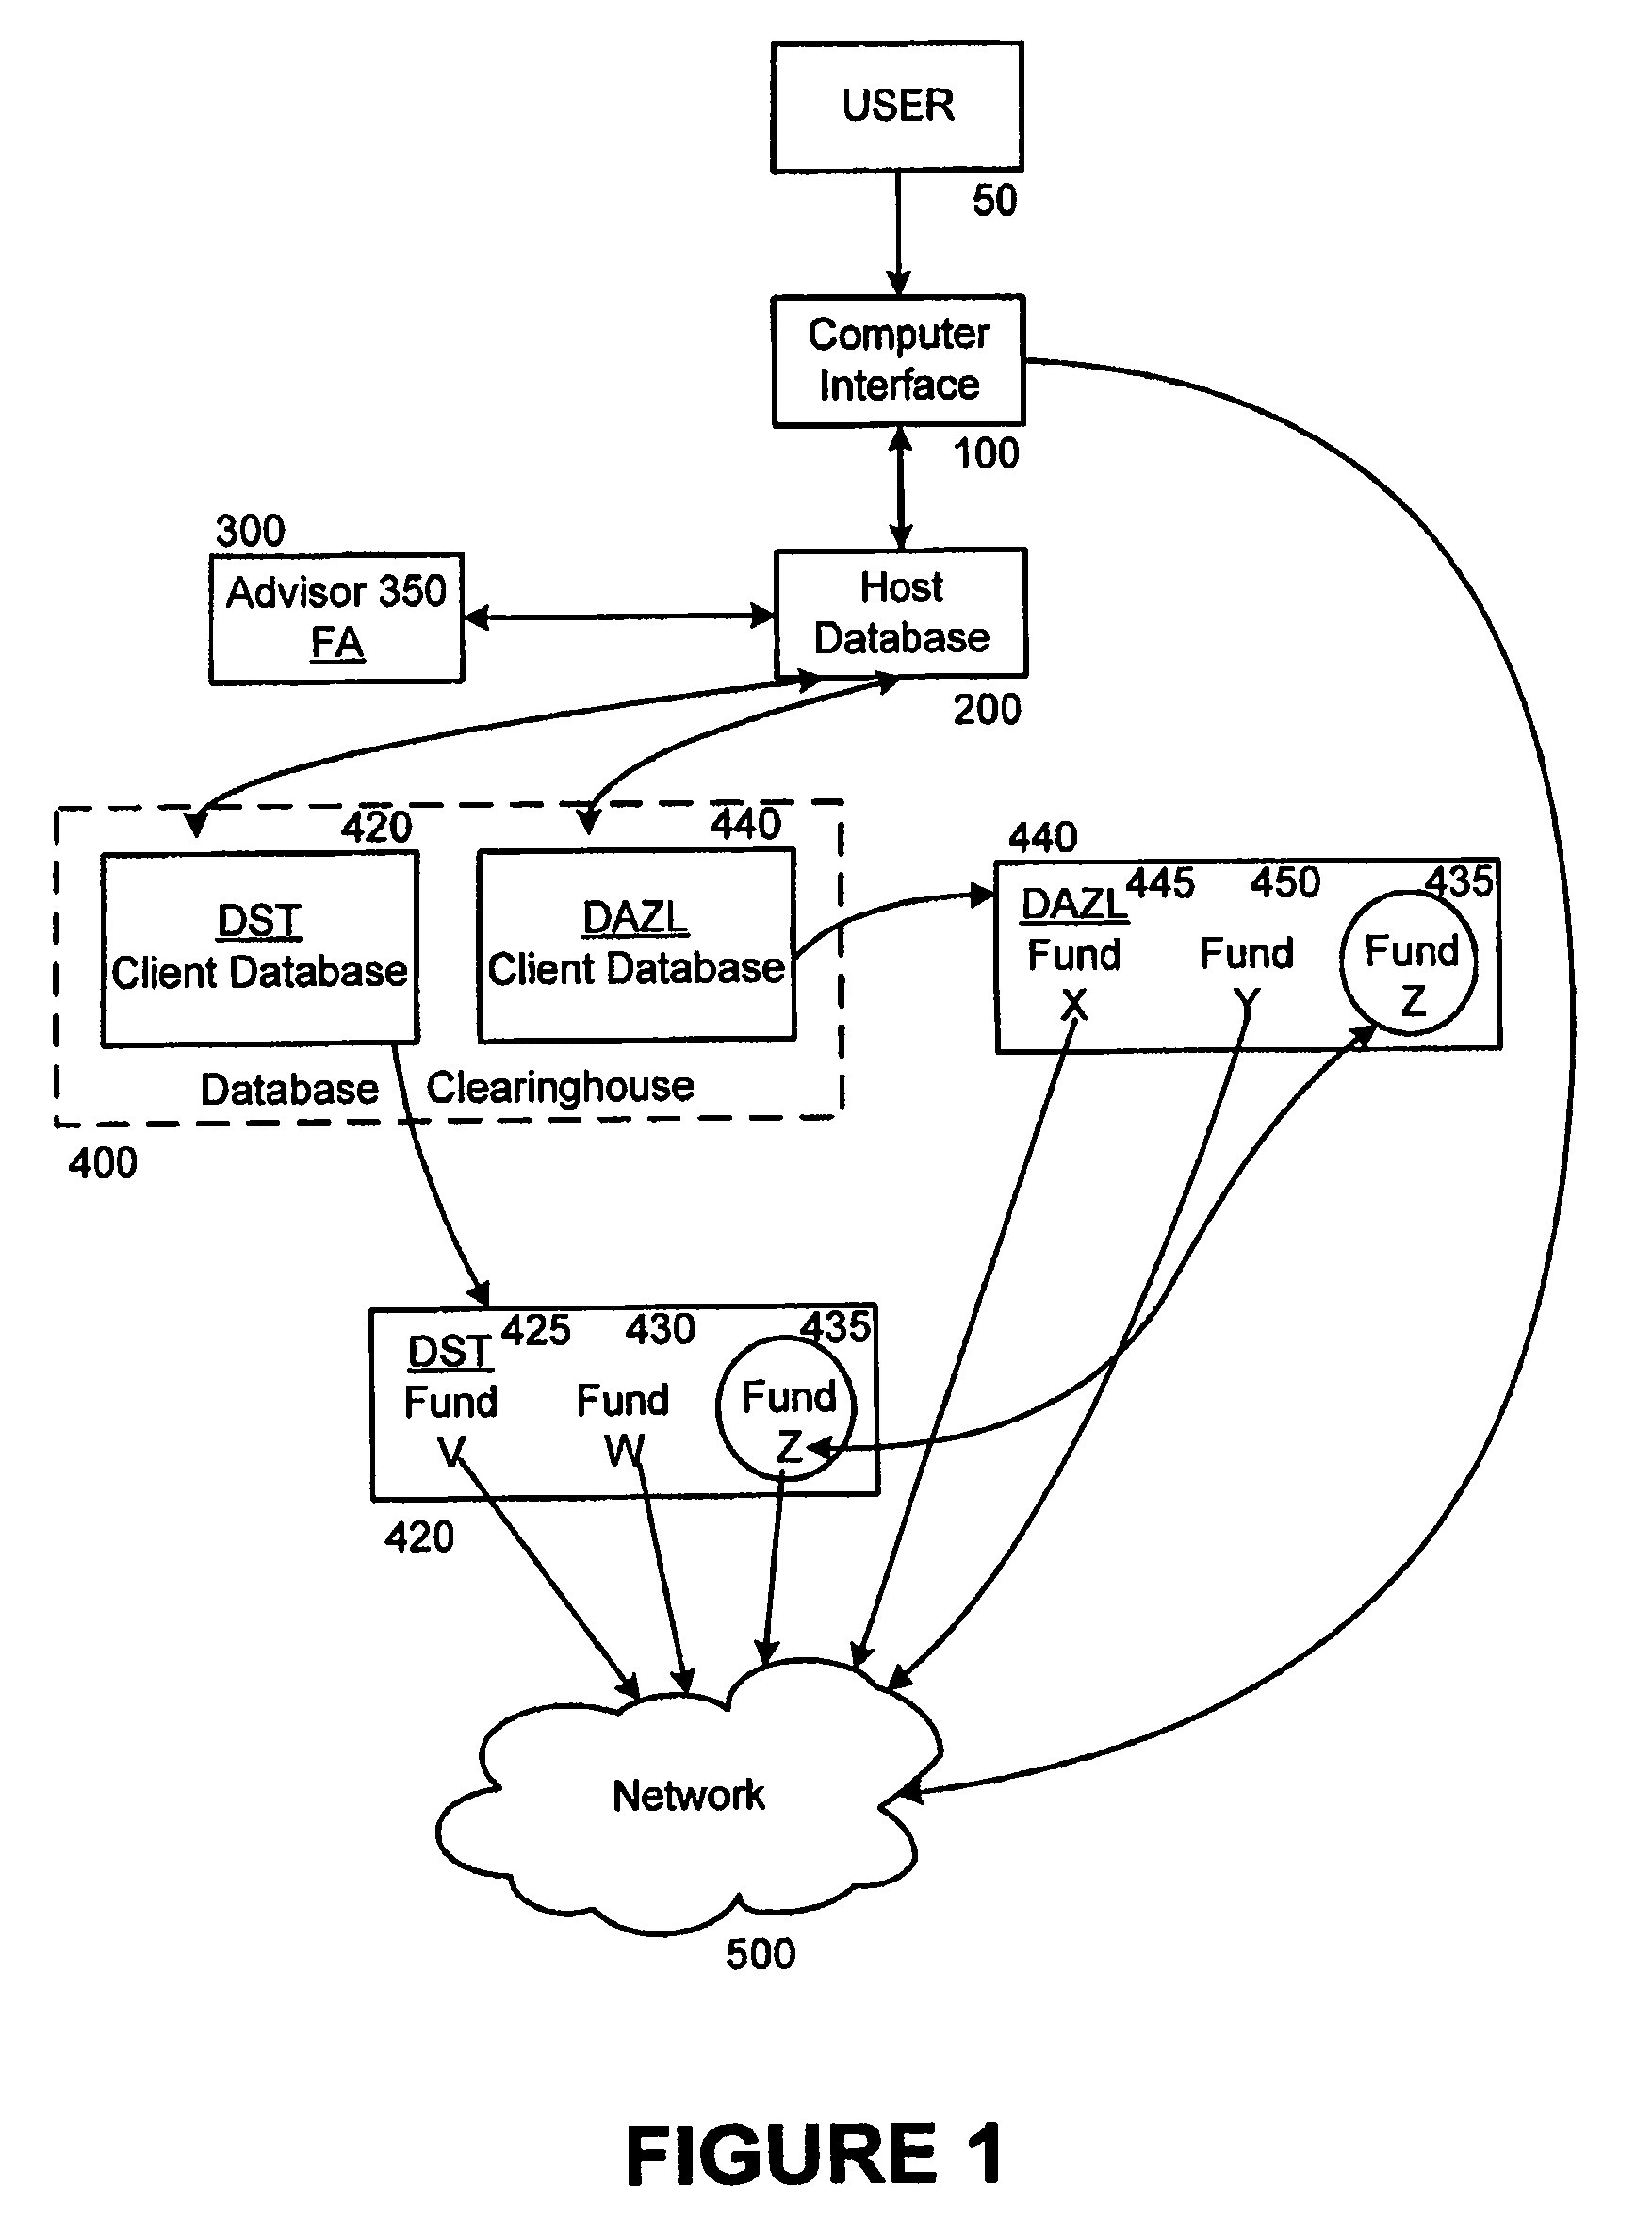 USER
50
Computer
Interface
100
300
Advisor 350
FA
Host
Database
200
420
440
DST
Client Database
DAZL
Client Database
Database Clearinghouse
400
440
445 450 435
DAZL
Fund Fund Fund
X Y Z
425 430 435
DST
Fund Fund Fund
V W Z
420
Network
500
FIGURE 1